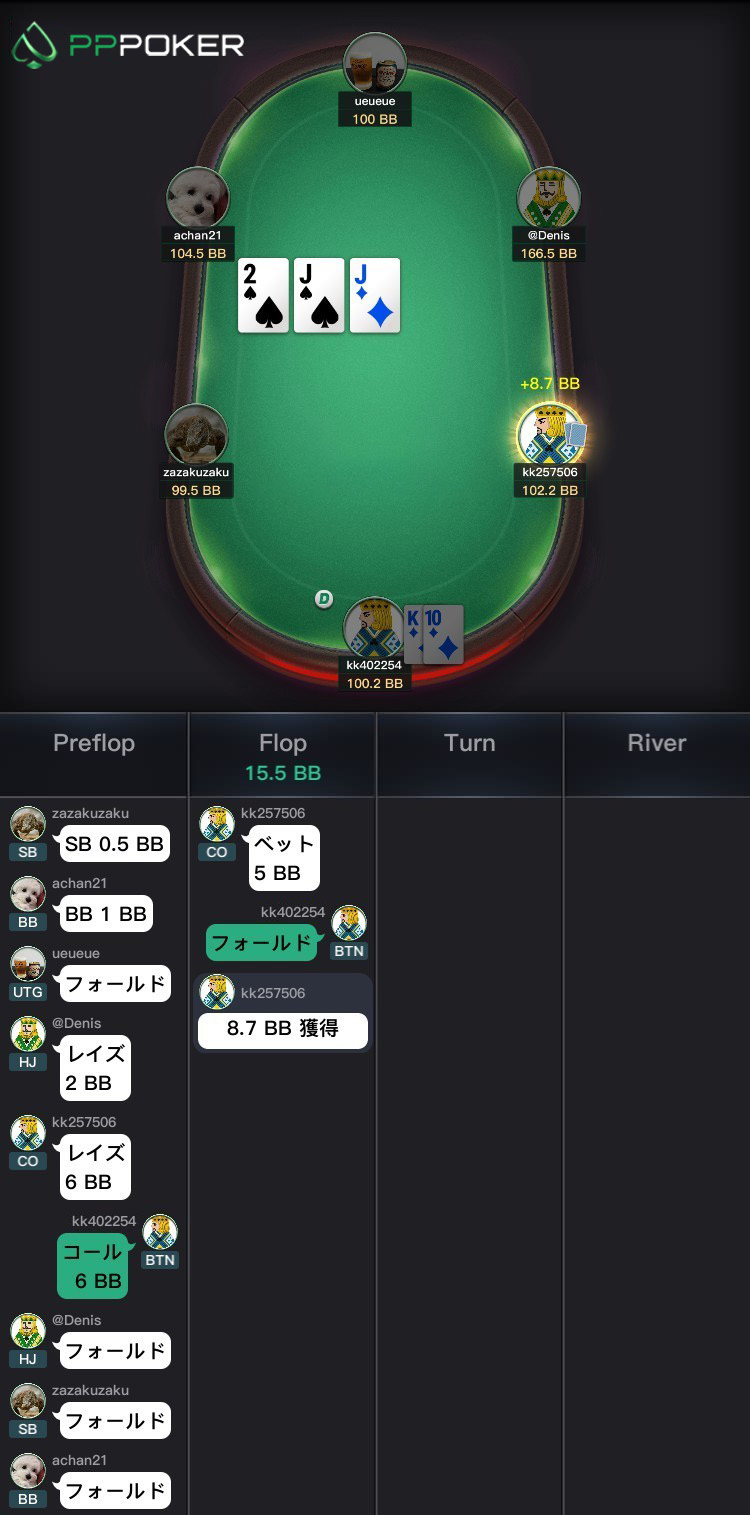 PPPOKER
ueueue
100 BB
achan21
104.5 BB
@Denis
166.5 BB
2
J
J
+8.7 BB
zazakuzaku
99.5 BB
kk257506
102.2 BB
D
K
10
kk402254
100.2 BB
Preflop
Flop
15.5 BB
Turn
River
zazakuzaku
SB
SB 0.5 BB
achan21
BB
BB 1 BB
ueueue
UTG
フォールド
@Denis
HJ
レイズ
2 BB
kk257506
CO
レイズ
6 BB
kk402254
BTN
コール
6 BB
@Denis
HJ
フォールド
zazakuzaku
SB
フォールド
achan21
BB
フォールド
kk257506
CO
ベット
5 BB
kk402254
BTN
フォールド
kk257506
8.7 BB 獲得